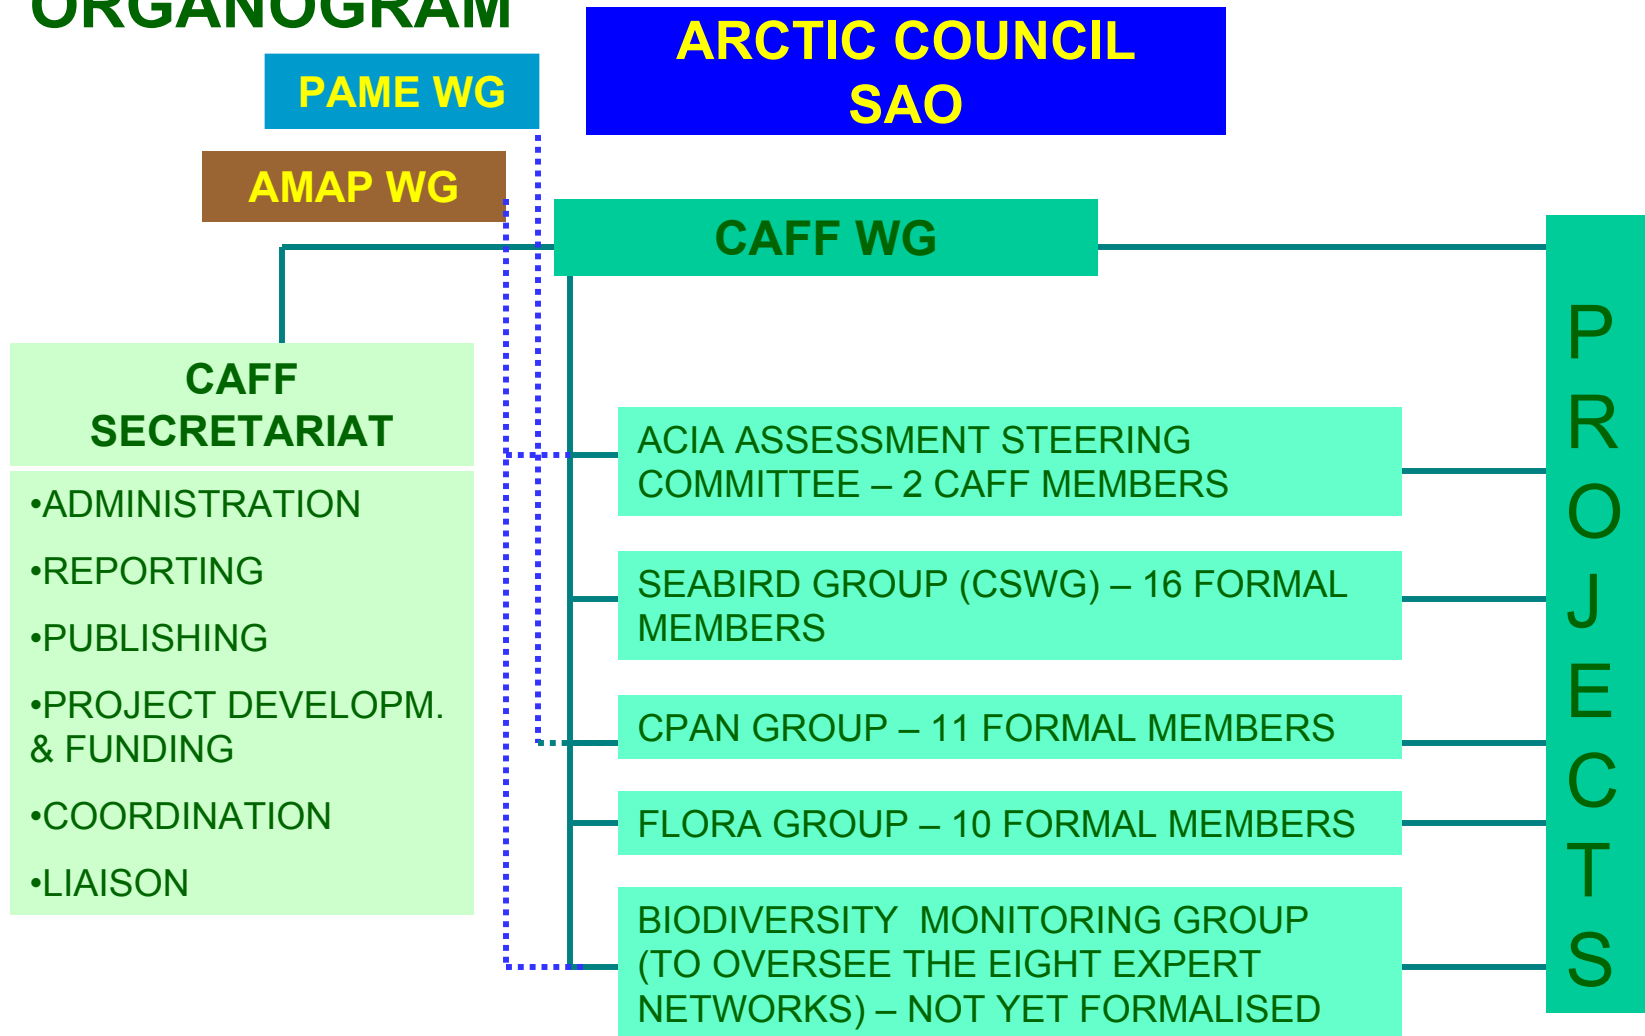 ORGANOGRAM
ARCTIC COUNCIL
SAO
PAME WG
AMAP WG
CAFF WG
CAFF
SECRETARIAT
•ADMINISTRATION
•REPORTING
•PUBLISHING
•PROJECT DEVELOPM.
& FUNDING
•COORDINATION
•LIAISON
ACIA ASSESSMENT STEERING
COMMITTEE – 2 CAFF MEMBERS
SEABIRD GROUP (CSWG) – 16 FORMAL
MEMBERS
CPAN GROUP – 11 FORMAL MEMBERS
FLORA GROUP – 10 FORMAL MEMBERS
BIODIVERSITY MONITORING GROUP
(TO OVERSEE THE EIGHT EXPERT
NETWORKS) – NOT YET FORMALISED
P
R
O
J
E
C
T
S